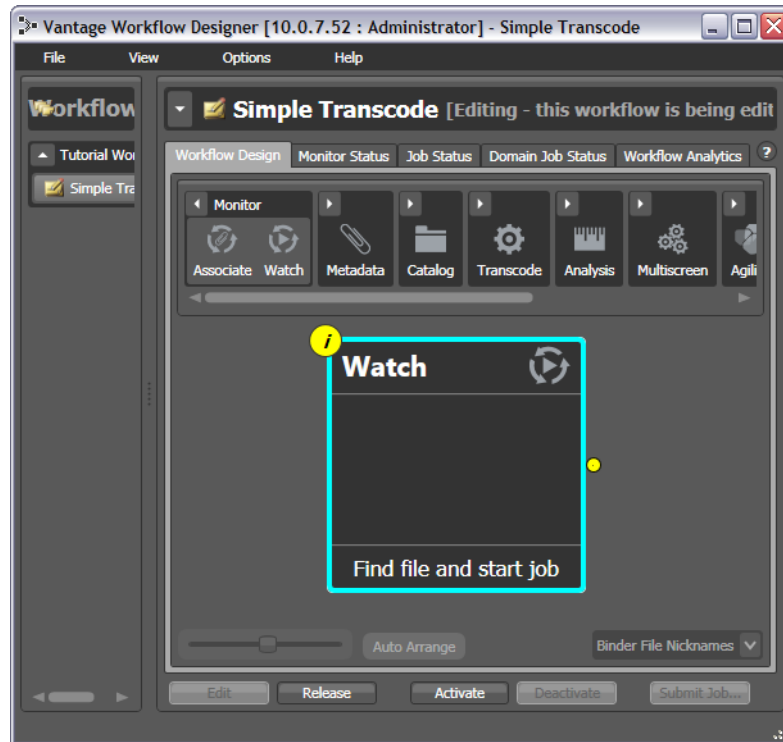 Vantage Workflow Designer [10.0.7.52 : Administrator] - Simple Transcode
File View Options Help
Workflow
Simple Transcode [Editing - this workflow is being edit
Tutorial Wor
Simple Tra
Workflow Design Monitor Status Job Status Domain Job Status Workflow Analytics ?
Monitor
Associate Watch Metadata Catalog Transcode Analysis Multiscreen Agili
i
Watch
Find file and start job
Auto Arrange Binder File Nicknames
Edit Release Activate Deactivate Submit Job...